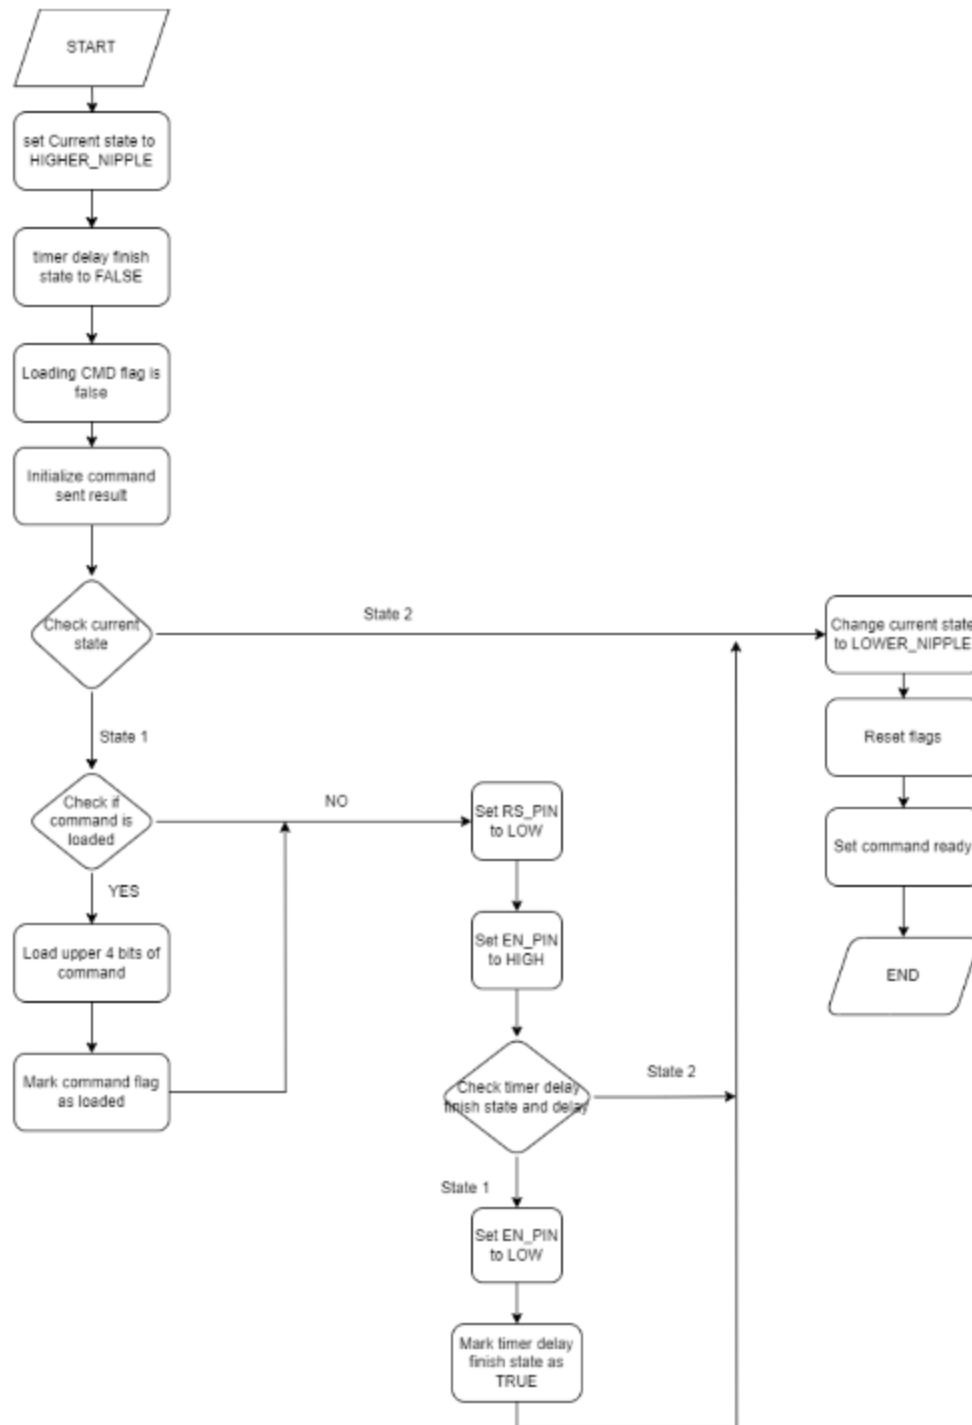 START
set Current state to
HIGHER_NIPPLE
timer delay finish
state to FALSE
Loading CMD flag is
false
Initialize command
sent result
Check current
state
State 2
Change current state
to LOWER_NIPPLE
State 1
Reset flags
Check if
command is
loaded
NO
Set RS_PIN
to LOW
Set command ready
YES
Load upper 4 bits of
command
Set EN_PIN
to HIGH
END
Mark command flag
as loaded
Check timer delay
finish state and delay
State 2
State 1
Set EN_PIN
to LOW
Mark timer delay
finish state as
TRUE